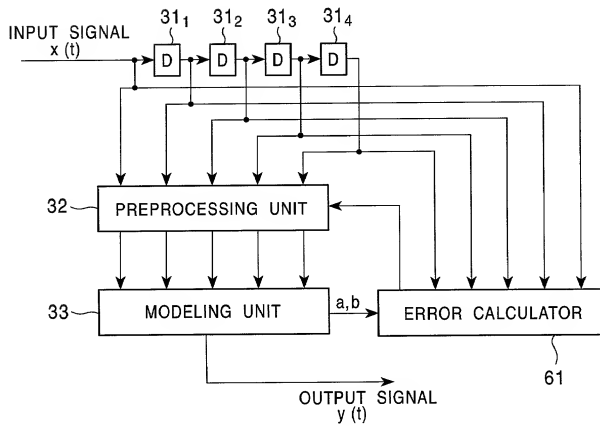 31₁ 31₂ 31₃ 31₄
INPUT SIGNAL
x (t)
D D D D
32
PREPROCESSING UNIT
33
MODELING UNIT
a,b
ERROR CALCULATOR
61
OUTPUT SIGNAL
y (t)